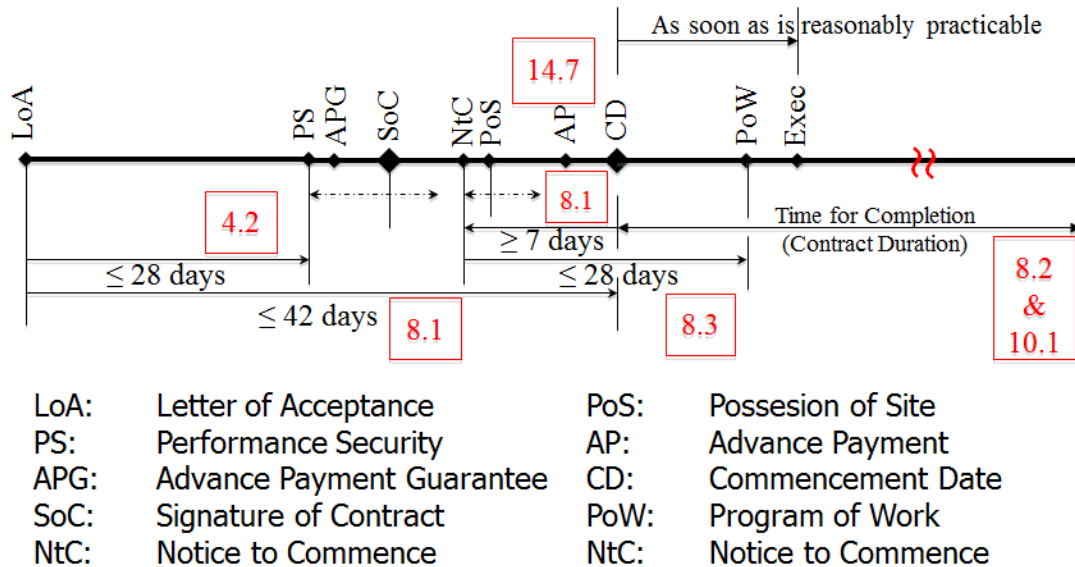 As soon as is reasonably practicable
14.7
LoA
PS
APG
SoC
NtC
PoS
AP
CD
PoW
Exec
4.2
8.1
Time for Completion
(Contract Duration)
≥ 7 days
≤ 28 days
≤ 28 days
≤ 42 days
8.1
8.3
8.2
&
10.1
LoA: Letter of Acceptance
PS: Performance Security
APG: Advance Payment Guarantee
SoC: Signature of Contract
NtC: Notice to Commence
PoS: Possesion of Site
AP: Advance Payment
CD: Commencement Date
PoW: Program of Work
NtC: Notice to Commence